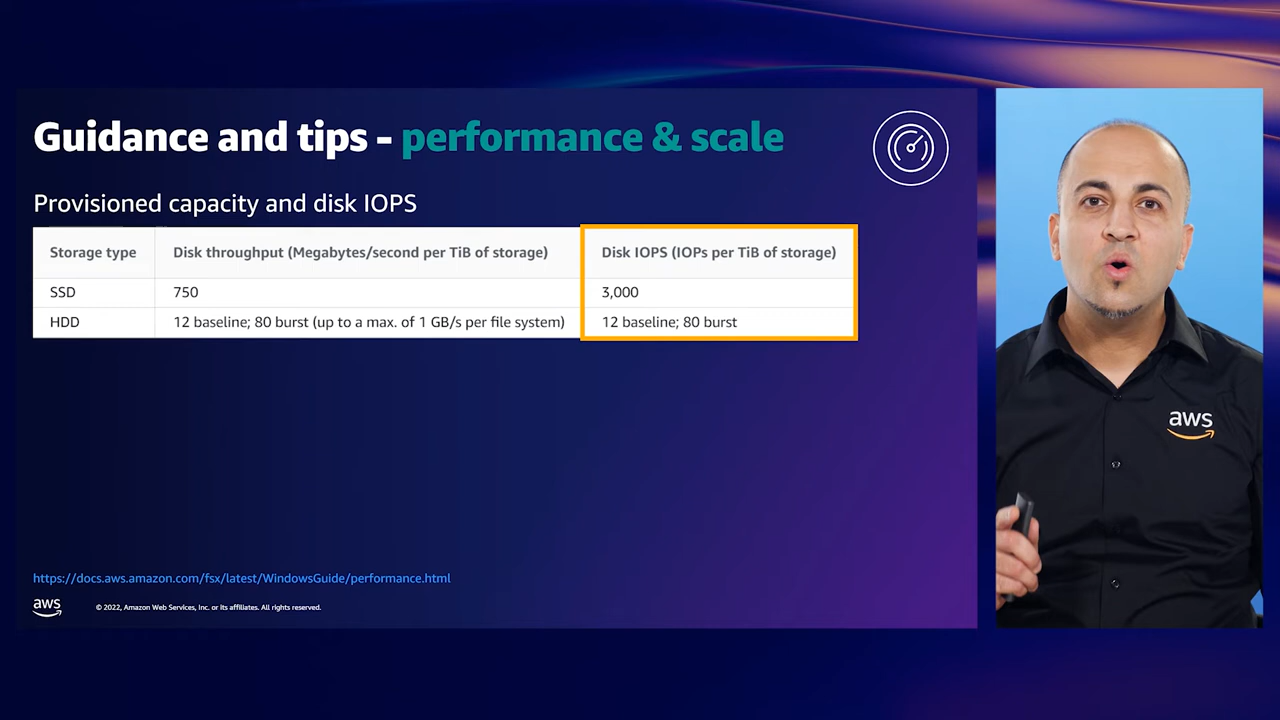 Guidance and tips - performance & scale
Provisioned capacity and disk IOPS
Storage type Disk throughput (Megabytes/second per TiB of storage) Disk IOPS (IOPs per TiB of storage)
SSD 750 3,000
HDD 12 baseline; 80 burst (up to a max. of 1 GB/s per file system) 12 baseline; 80 burst
aws
https://docs.aws.amazon.com/fsx/latest/WindowsGuide/performance.html
aws
© 2022, Amazon Web Services, Inc. or its affiliates. All rights reserved.